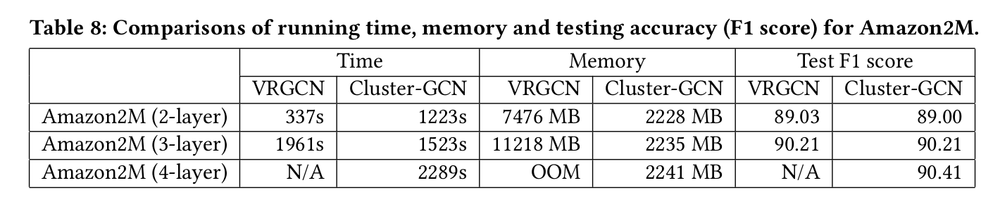 Table 8: Comparisons of running time, memory and testing accuracy (F1 score) for Amazon2M.
Time Memory Test F1 score
VRGCN Cluster-GCN VRGCN Cluster-GCN VRGCN Cluster-GCN
Amazon2M (2-layer) 337s 1223s 7476 MB 2228 MB 89.03 89.00
Amazon2M (3-layer) 1961s 1523s 11218 MB 2235 MB 90.21 90.21
Amazon2M (4-layer) N/A 2289s OOM 2241 MB N/A 90.41